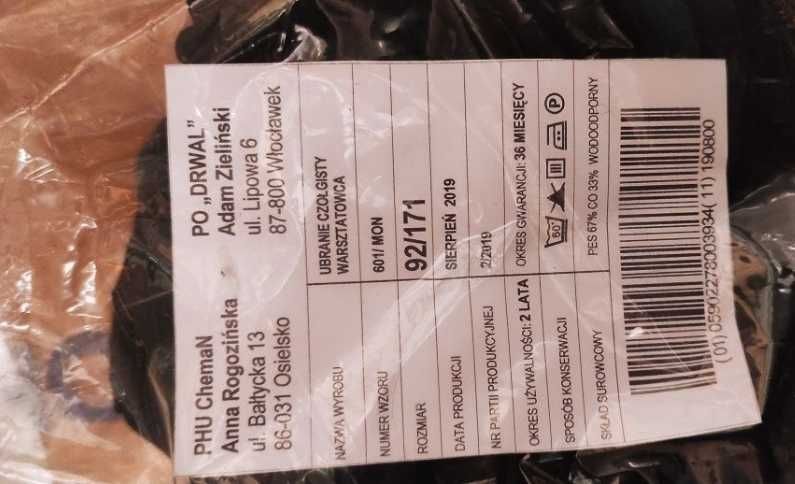 PHU ChemaN
Anna Rogozińska
ul. Bałtycka 13
86-031 Osielsko
PO „DRWAL”
Adam Zieliński
ul. Lipowa 6
87-800 Włocławek
NAZWA WYROBU UBRANIE CZOŁGISTY WARSZTATOWCA
NUMER WZORU 601/ MON
ROZMIAR 92/171
DATA PRODUKCJI SIERPIEŃ 2019
NR PARTII PRODUKCYJNEJ 2/2019
OKRES UŻYWALNOŚCI: 2 LATA OKRES GWARANCJI: 36 MIESIĘCY
SPOSÓB KONSERWACJI 60° P
SKŁAD SUROWCOWY PES 67% CO 33% WODOODPORNY
(01) 05902278003934( 11) 190800